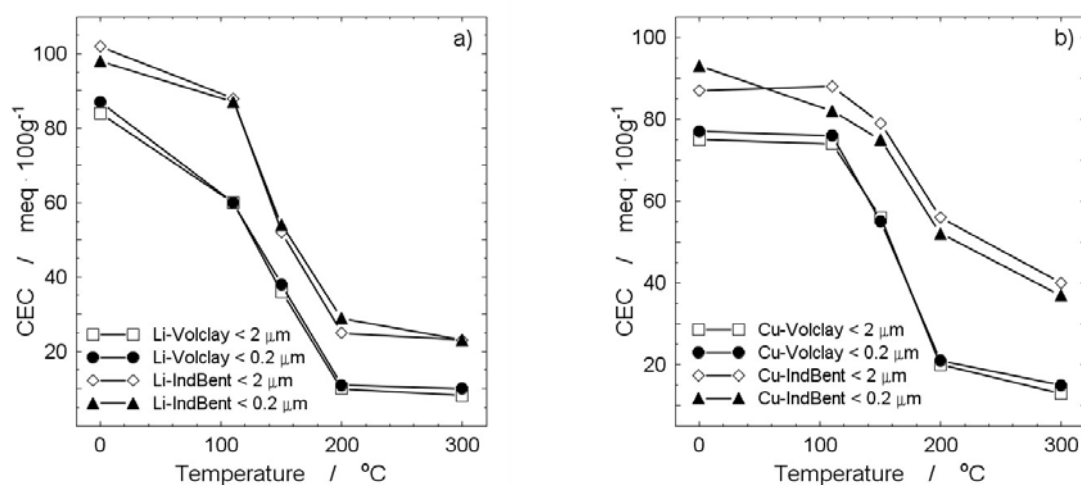 a)
100
80
60
40
20
CEC / meq · 100g⁻¹
Li-Volclay < 2 μm
Li-Volclay < 0.2 μm
Li-IndBent < 2 μm
Li-IndBent < 0.2 μm
0 100 200 300
Temperature / °C
b)
100
80
60
40
20
CEC / meq · 100g⁻¹
Cu-Volclay < 2 μm
Cu-Volclay < 0.2 μm
Cu-IndBent < 2 μm
Cu-IndBent < 0.2 μm
0 100 200 300
Temperature / °C